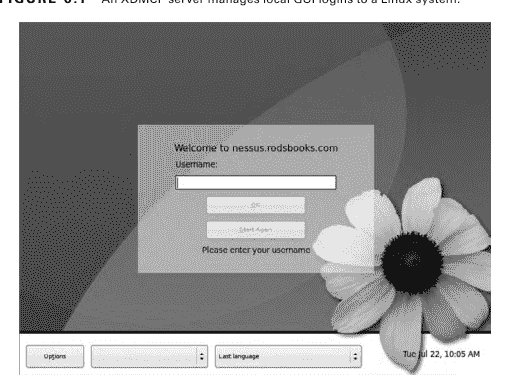 FIGURE 6.1 An XDMCP server manages local GUI logins to a Linux system.
Welcome to nessus.rodsbooks.com
Username:
OK
Start Again
Please enter your username
Options
Last language
Tue Jul 22, 10:05 AM